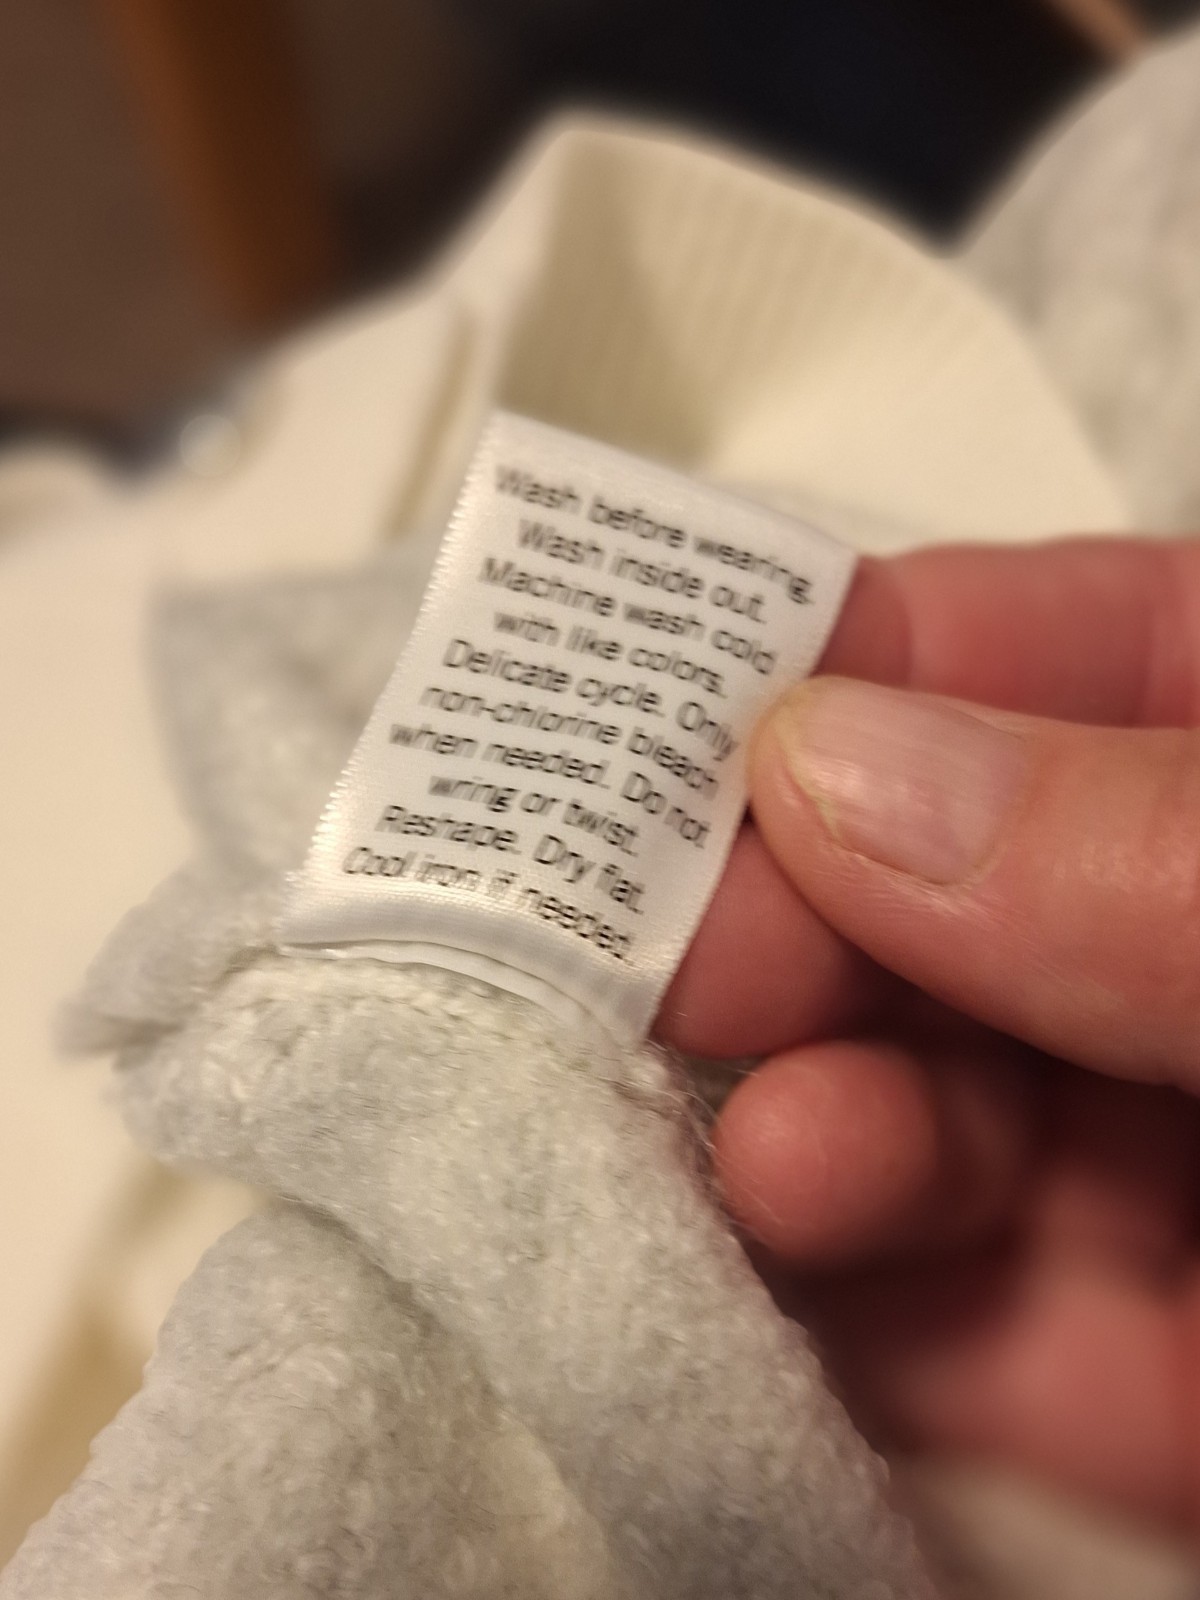 Wash before wearing.
Wash inside out.
Machine wash cold
with like colors.
Delicate cycle. Only
non-chlorine bleach
when needed. Do not
wring or twist.
Reshape. Dry flat.
Cool iron if needed.